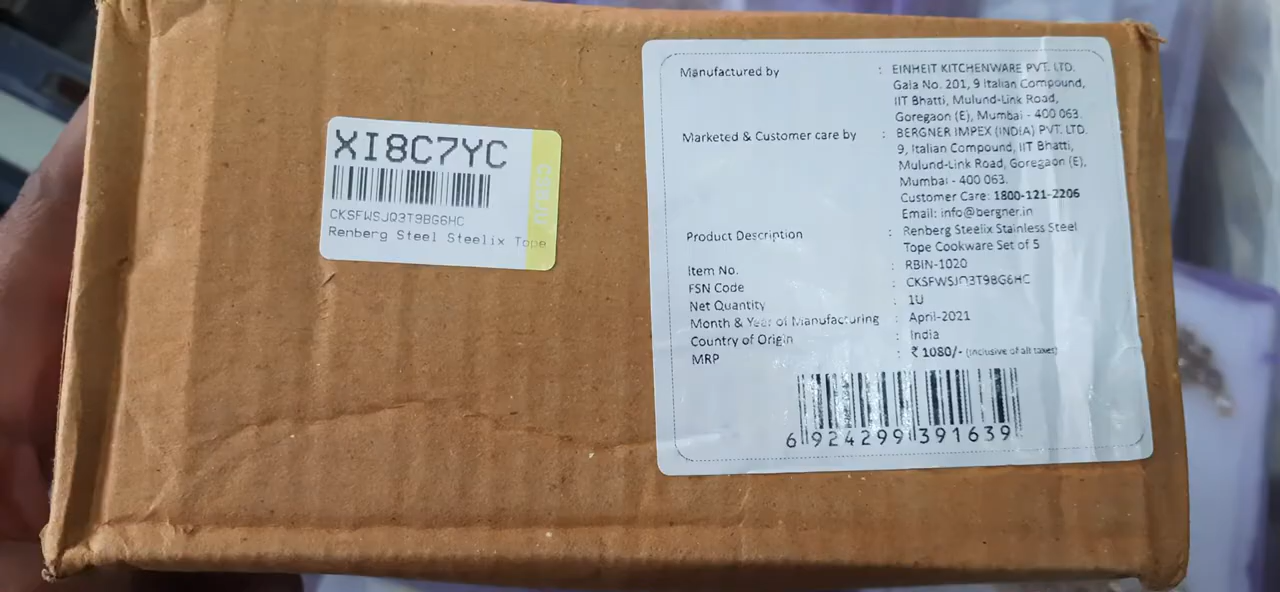 XI8C7YC
CKSFWSJQ3T9BG6HC
Renberg Steel Steelix Tope
Manufactured by : EINHEIT KITCHENWARE PVT. LTD.
Gala No. 201, 9 Italian Compound,
IIT Bhatti, Mulund-Link Road,
Goregaon (E), Mumbai - 400 063.
Marketed & Customer care by : BERGNER IMPEX (INDIA) PVT. LTD.
9, Italian Compound, IIT Bhatti,
Mulund-Link Road, Goregaon (E),
Mumbai - 400 063.
Customer Care: 1800-121-2206
Email: info@bergner.in
Product Description : Renberg Steelix Stainless Steel
Tope Cookware Set of 5
Item No. : RBIN-1020
FSN Code : CKSFWSJQ3T9BG6HC
Net Quantity : 1U
Month & Year of Manufacturing : April-2021
Country of Origin : India
MRP : ₹ 1080/- (Inclusive of all taxes)
6 924299 391639